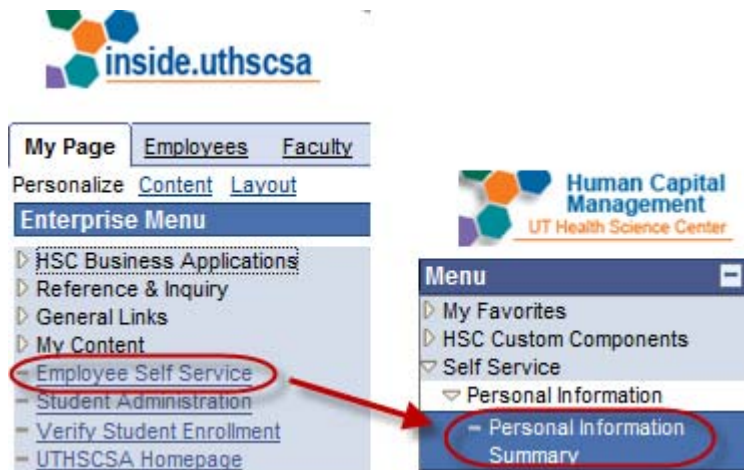 inside.uthscsa
My Page Employees Faculty
Personalize Content Layout
Enterprise Menu
HSC Business Applications
Reference & Inquiry
General Links
My Content
Employee Self Service
Student Administration
Verify Student Enrollment
UTHSCSA Homepage
Human Capital
Management
UT Health Science Center
Menu
My Favorites
HSC Custom Components
Self Service
Personal Information
Personal Information
Summary